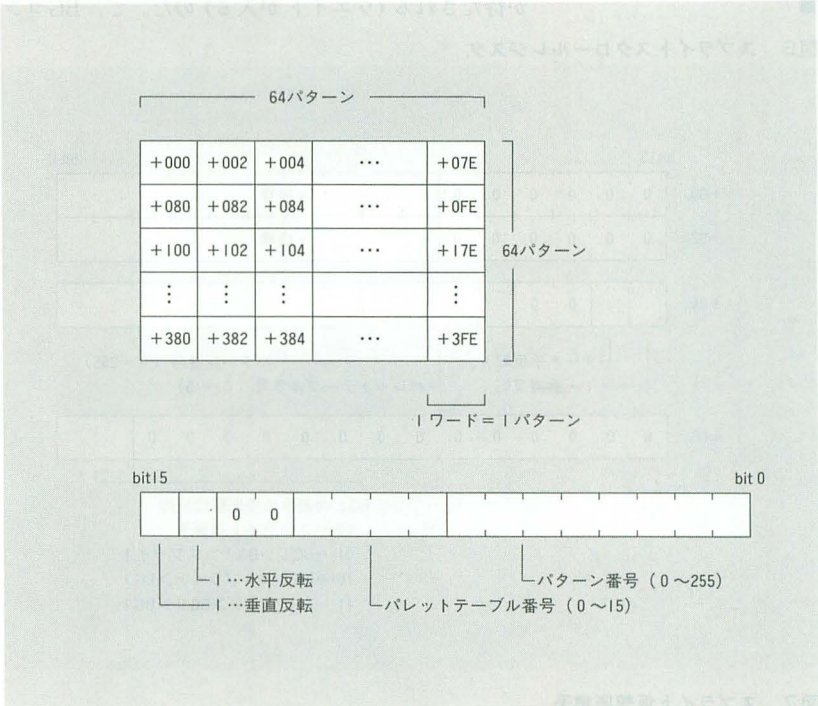 64パターン
+000 +002 +004 … +07E
+080 +082 +084 … +0FE
+100 +102 +104 … +17E
⋮ ⋮ ⋮ ⋮
+380 +382 +384 … +3FE
64パターン
1ワード=1パターン
bit15 bit 0
0 0
1…水平反転
1…垂直反転
パターン番号(0~255)
パレットテーブル番号(0~15)